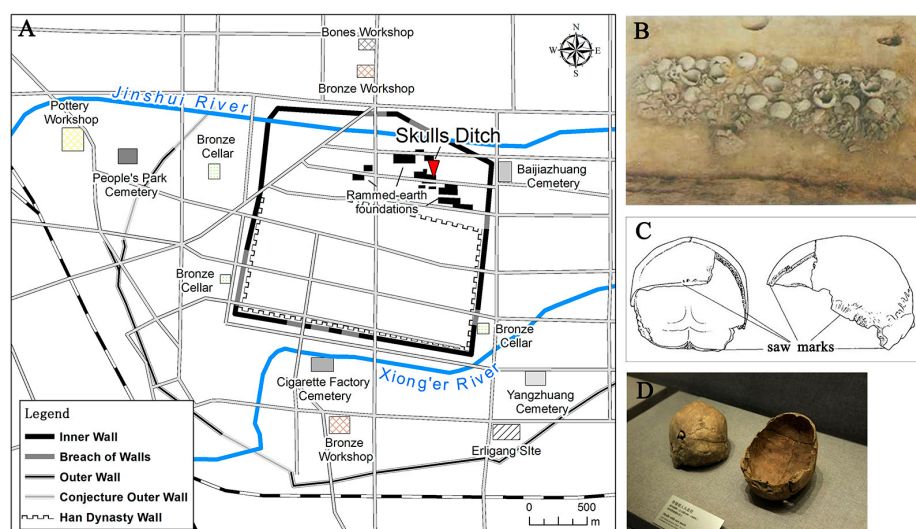 A
Bones Workshop
Bronze Workshop
N
W
E
S
Jinshui River
Pottery
Workshop
Bronze
Cellar
People's Park
Cemetery
Skulls Ditch
Rammed-earth
foundations
Baijiazhuang
Cemetery
Bronze
Cellar
Bronze
Cellar
Xiong'er River
Cigarette Factory
Cemetery
Yangzhuang
Cemetery
Bronze
Workshop
Erligang SIte
Legend
Inner Wall
Breach of Walls
Outer Wall
Conjecture Outer Wall
Han Dynasty Wall
0
500
m
B
C
saw marks
D